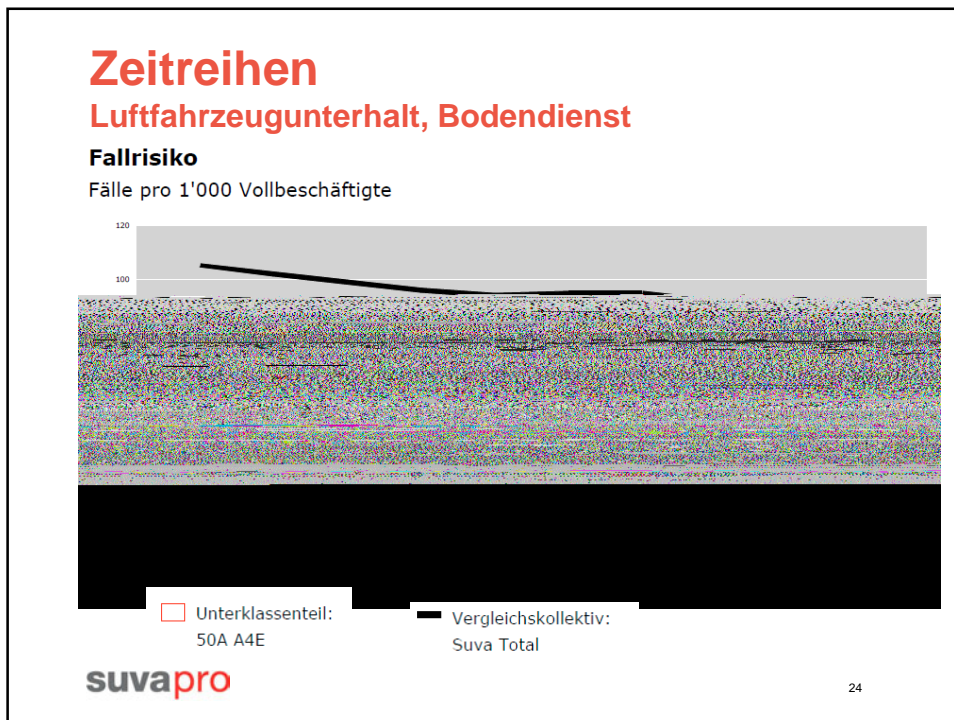 Zeitreihen
Luftfahrzeugunterhalt, Bodendienst
Fallrisiko
Fälle pro 1'000 Vollbeschäftigte
120
100
Unterklassenteil:
50A A4E
Vergleichskollektiv:
Suva Total
suvapro
24